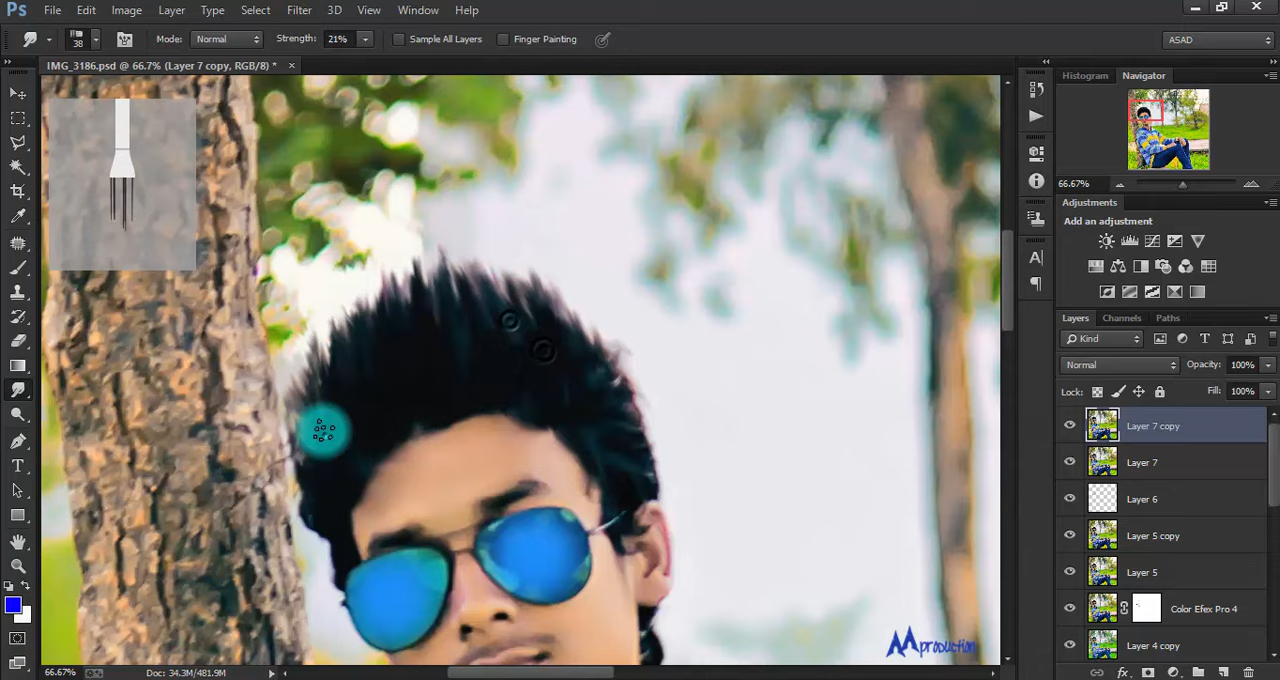 Ps File Edit Image Layer Type Select Filter 3D View Window Help
38 Mode: Normal Strength: 21% Sample All Layers Finger Painting ASAD
IMG_3186.psd @ 66.7% (Layer 7 copy, RGB/8) *
Histogram Navigator
66.67%
Adjustments
Add an adjustment
Layers Channels Paths
Kind
Normal Opacity: 100%
Lock: Fill: 100%
Layer 7 copy
Layer 7
Layer 6
Layer 5 copy
Layer 5
Color Efex Pro 4
Layer 4 copy
production
66.67% Doc: 34.3M/481.9M